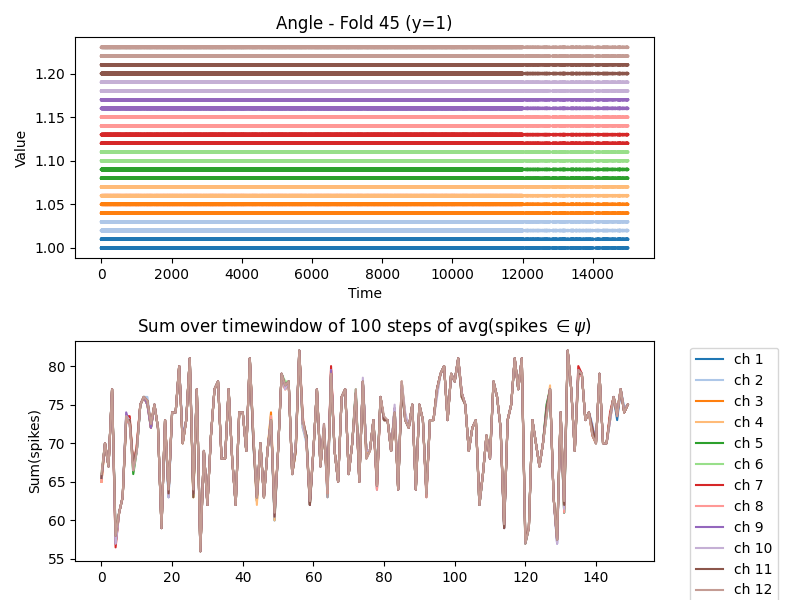 Angle - Fold 45 (y=1)
Value
1.20
1.15
1.10
1.05
1.00
0 2000 4000 6000 8000 10000 12000 14000
Time
Sum over timewindow of 100 steps of avg(spikes ∈ ψ)
Sum(spikes)
80
75
70
65
60
55
0 20 40 60 80 100 120 140
ch 1
ch 2
ch 3
ch 4
ch 5
ch 6
ch 7
ch 8
ch 9
ch 10
ch 11
ch 12